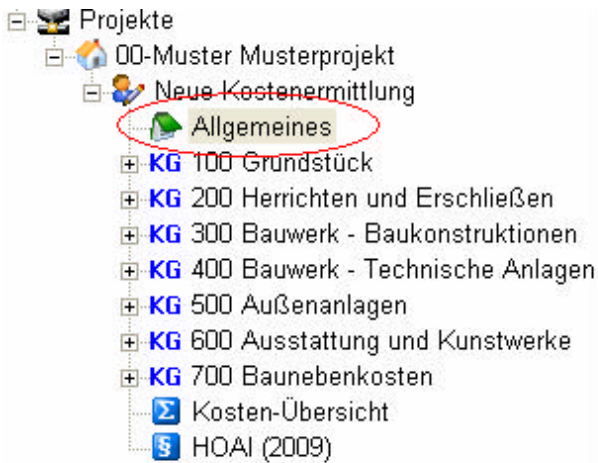 Projekte
00-Muster Musterprojekt
Neue Kostenermittlung
Allgemeines
KG 100 Grundstück
KG 200 Herrichten und Erschließen
KG 300 Bauwerk - Baukonstruktionen
KG 400 Bauwerk - Technische Anlagen
KG 500 Außenanlagen
KG 600 Ausstattung und Kunstwerke
KG 700 Baunebenkosten
Σ Kosten-Übersicht
§ HOAI (2009)